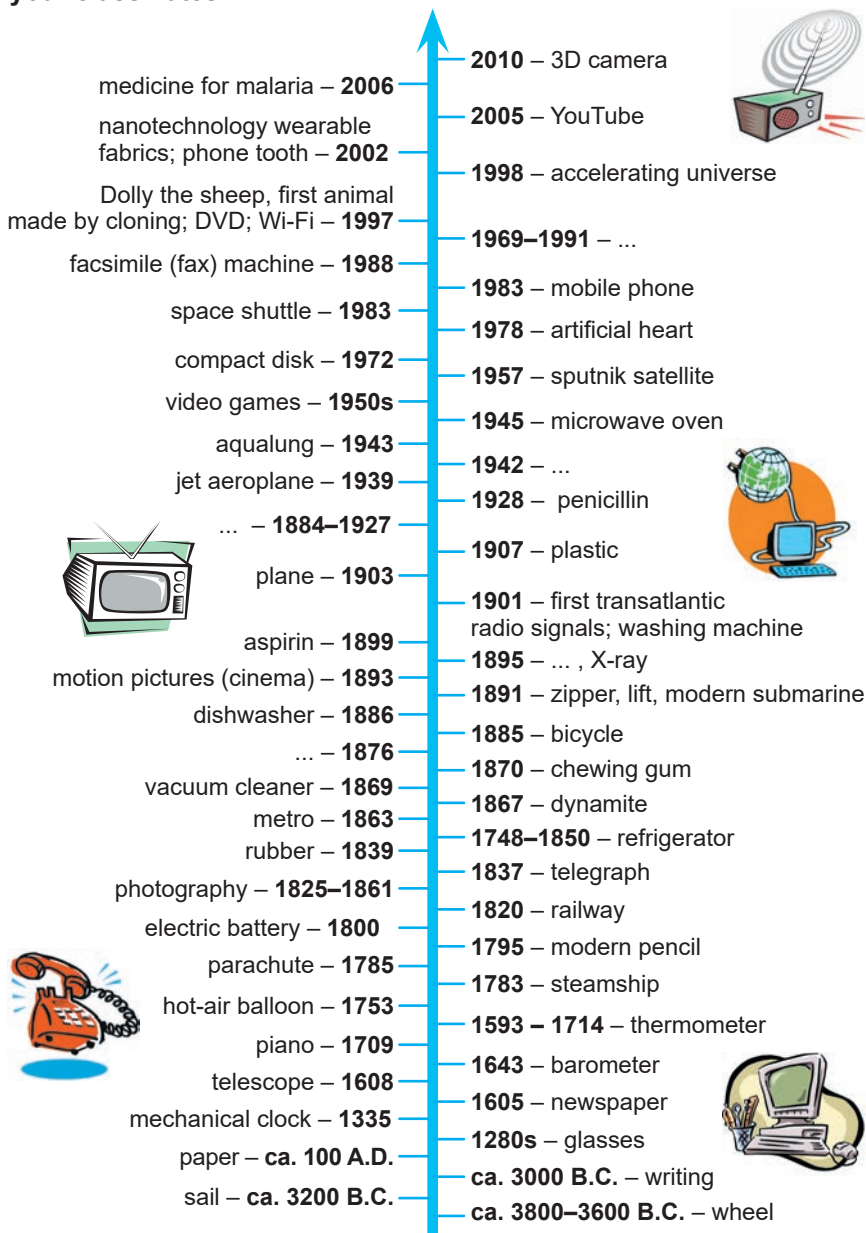 2010 – 3D camera
medicine for malaria – 2006
2005 – YouTube
nanotechnology wearable
fabrics; phone tooth – 2002
1998 – accelerating universe
Dolly the sheep, first animal
made by cloning; DVD; Wi-Fi – 1997
1969–1991 – ...
facsimile (fax) machine – 1988
1983 – mobile phone
space shuttle – 1983
1978 – artificial heart
compact disk – 1972
1957 – sputnik satellite
video games – 1950s
1945 – microwave oven
aqualung – 1943
1942 – ...
jet aeroplane – 1939
1928 – penicillin
... – 1884–1927
1907 – plastic
plane – 1903
1901 – first transatlantic
radio signals; washing machine
aspirin – 1899
1895 – ... , X-ray
motion pictures (cinema) – 1893
1891 – zipper, lift, modern submarine
dishwasher – 1886
1885 – bicycle
... – 1876
1870 – chewing gum
vacuum cleaner – 1869
1867 – dynamite
metro – 1863
1748–1850 – refrigerator
rubber – 1839
1837 – telegraph
photography – 1825–1861
1820 – railway
electric battery – 1800
1795 – modern pencil
parachute – 1785
1783 – steamship
hot-air balloon – 1753
1593 – 1714 – thermometer
piano – 1709
1643 – barometer
telescope – 1608
1605 – newspaper
mechanical clock – 1335
1280s – glasses
paper – ca. 100 A.D.
ca. 3000 B.C. – writing
sail – ca. 3200 B.C.
ca. 3800–3600 B.C. – wheel